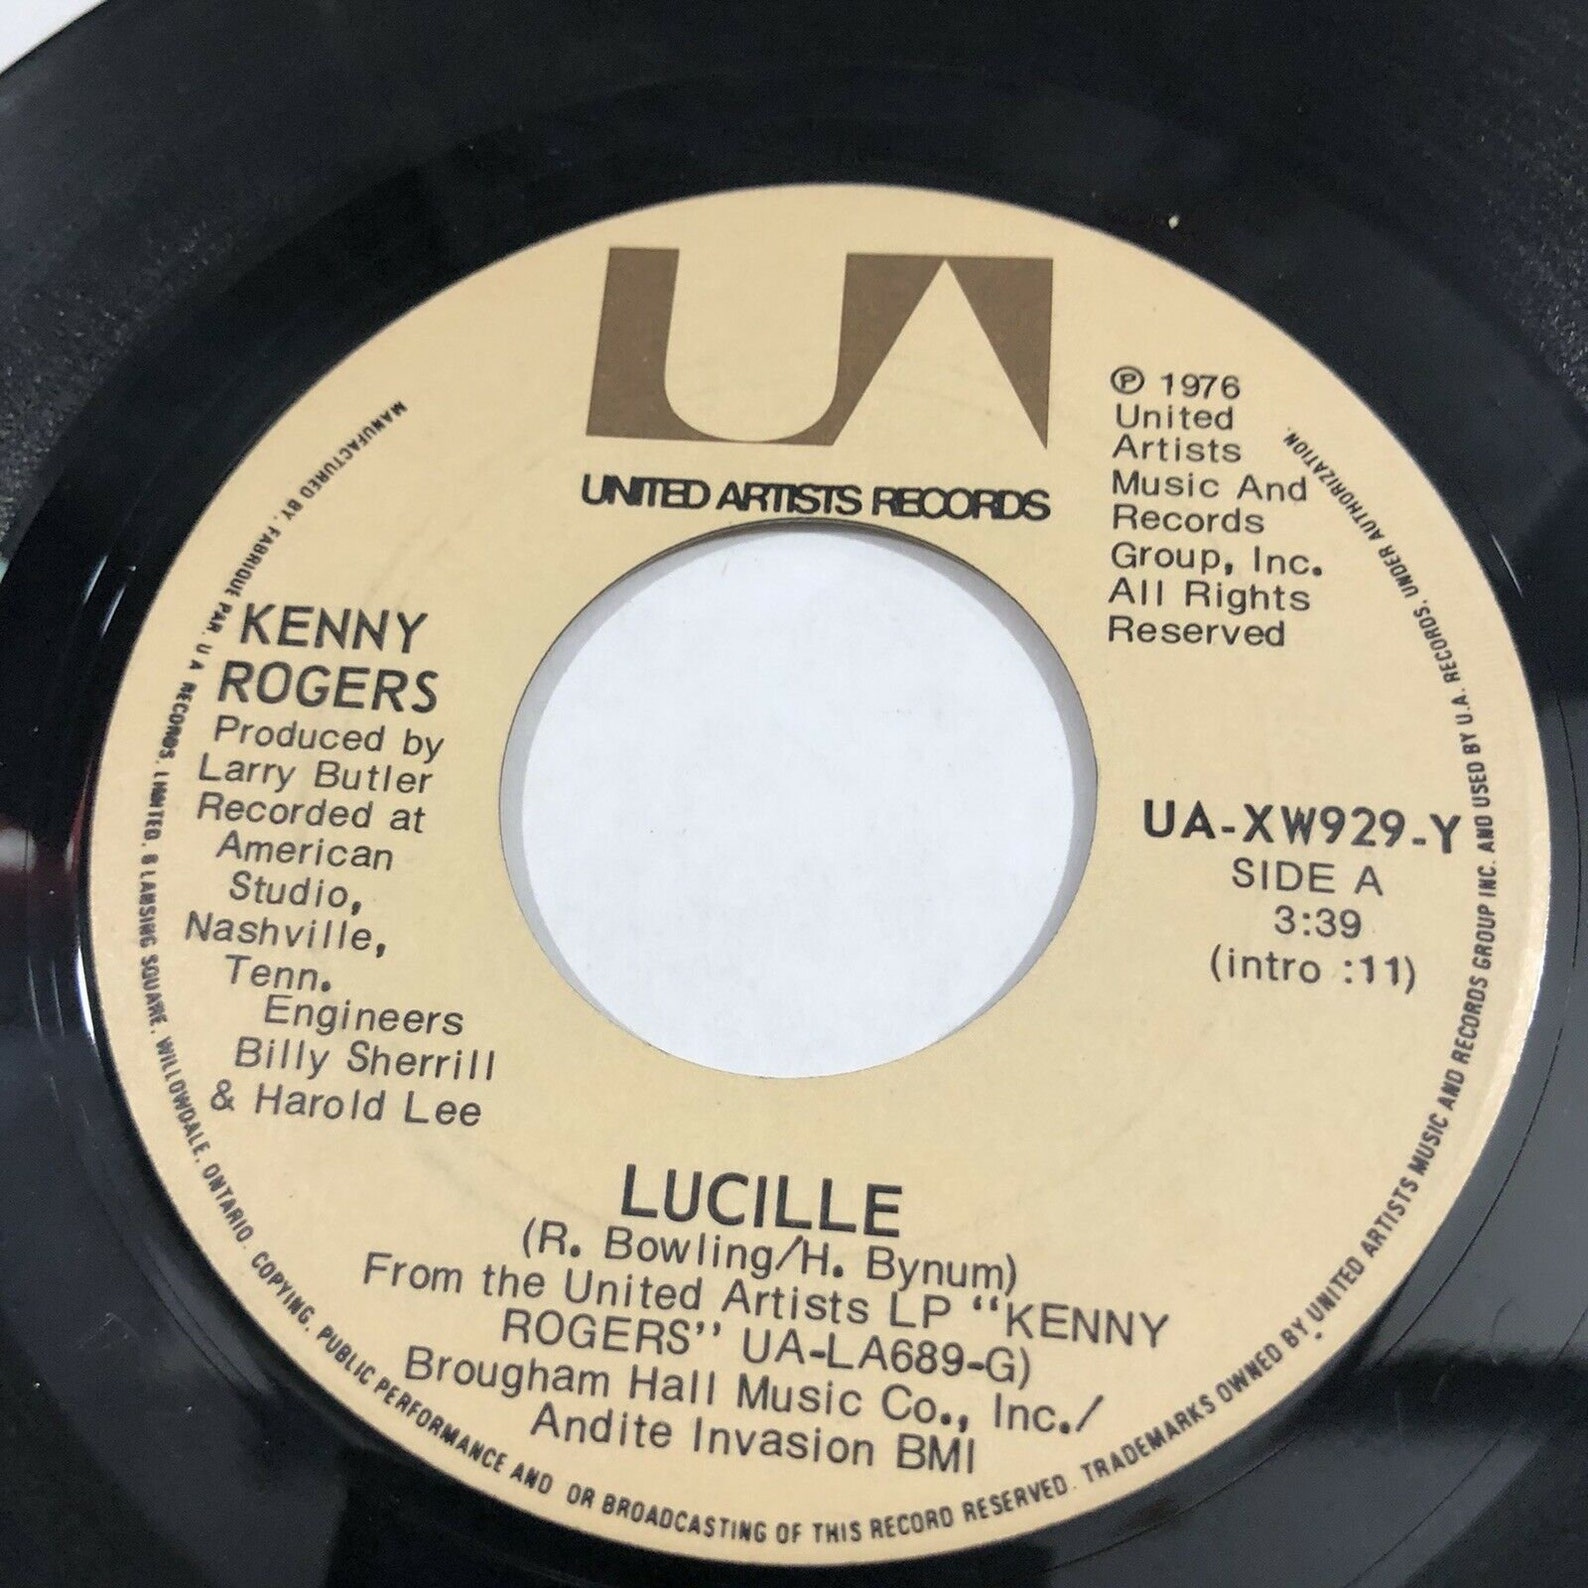 UA
UNITED ARTISTS RECORDS
℗ 1976
United
Artists
Music And
Records
Group, Inc.
All Rights
Reserved
KENNY
ROGERS
Produced by
Larry Butler
Recorded at
American
Studio,
Nashville,
Tenn.
Engineers
Billy Sherrill
& Harold Lee
UA-XW929-Y
SIDE A
3:39
(intro :11)
LUCILLE
(R. Bowling/H. Bynum)
From the United Artists LP "KENNY
ROGERS" UA-LA689-G)
Brougham Hall Music Co., Inc./
Andite Invasion BMI
MANUFACTURED BY. FABRIQUE PAR. U A RECORDS. LIMITED. 6 LANSING SQUARE. WILLOWDALE. ONTARIO. COPYING. PUBLIC PERFORMANCE AND OR BROADCASTING OF THIS RECORD RESERVED. TRADEMARKS OWNED BY UNITED ARTISTS MUSIC AND RECORDS GROUP INC. AND USED BY U.A. RECORDS, UNDER AUTHORIZATION.